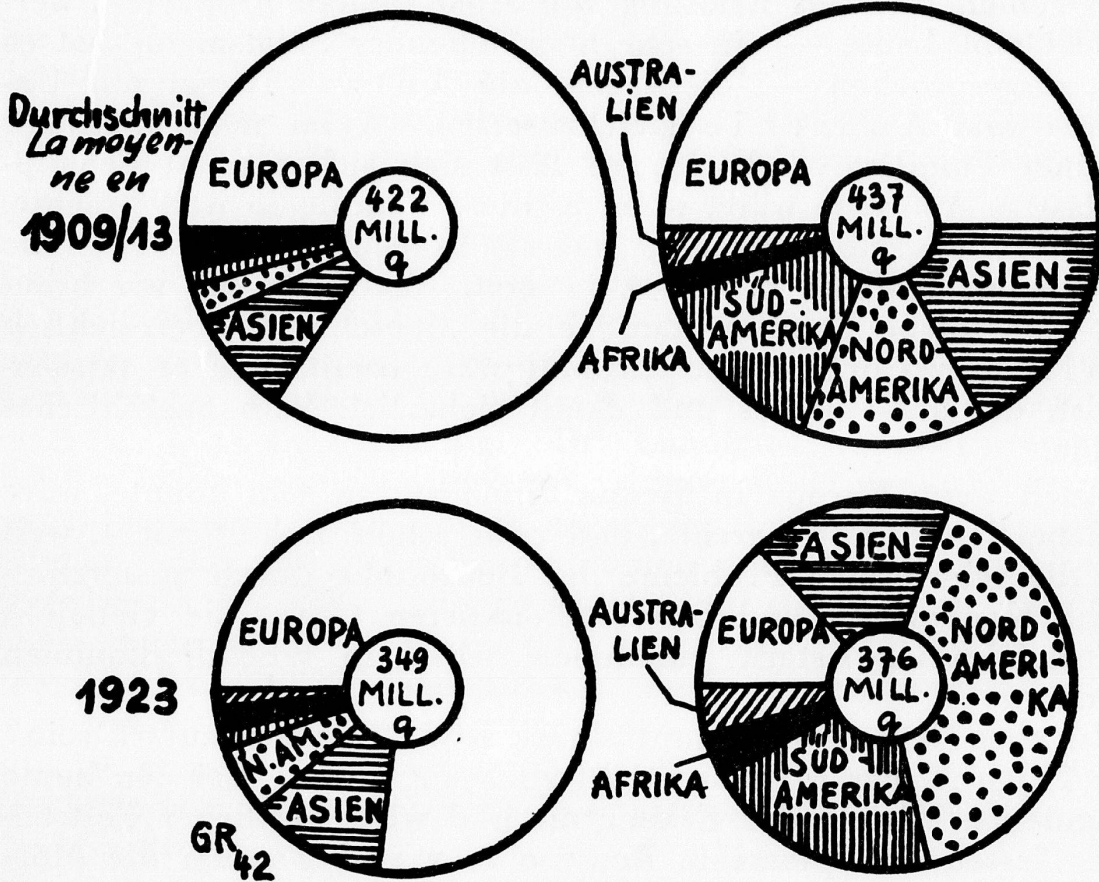 Durchschnitt
La moyen-
ne en
1909/13
EUROPA
422
MILL.
q
ASIEN
AUSTRA-
LIEN
EUROPA
437
MILL.
q
ASIEN
SÜD-
AMERIKA
NORD-
AMERIKA
AFRIKA
1923
EUROPA
349
MILL.
q
N.AM.
ASIEN
GR
42
ASIEN
AUSTRA-
LIEN
EUROPA
376
MILL.
q
NORD
AMERI-
KA
SÜD-
AMERIKA
AFRIKA